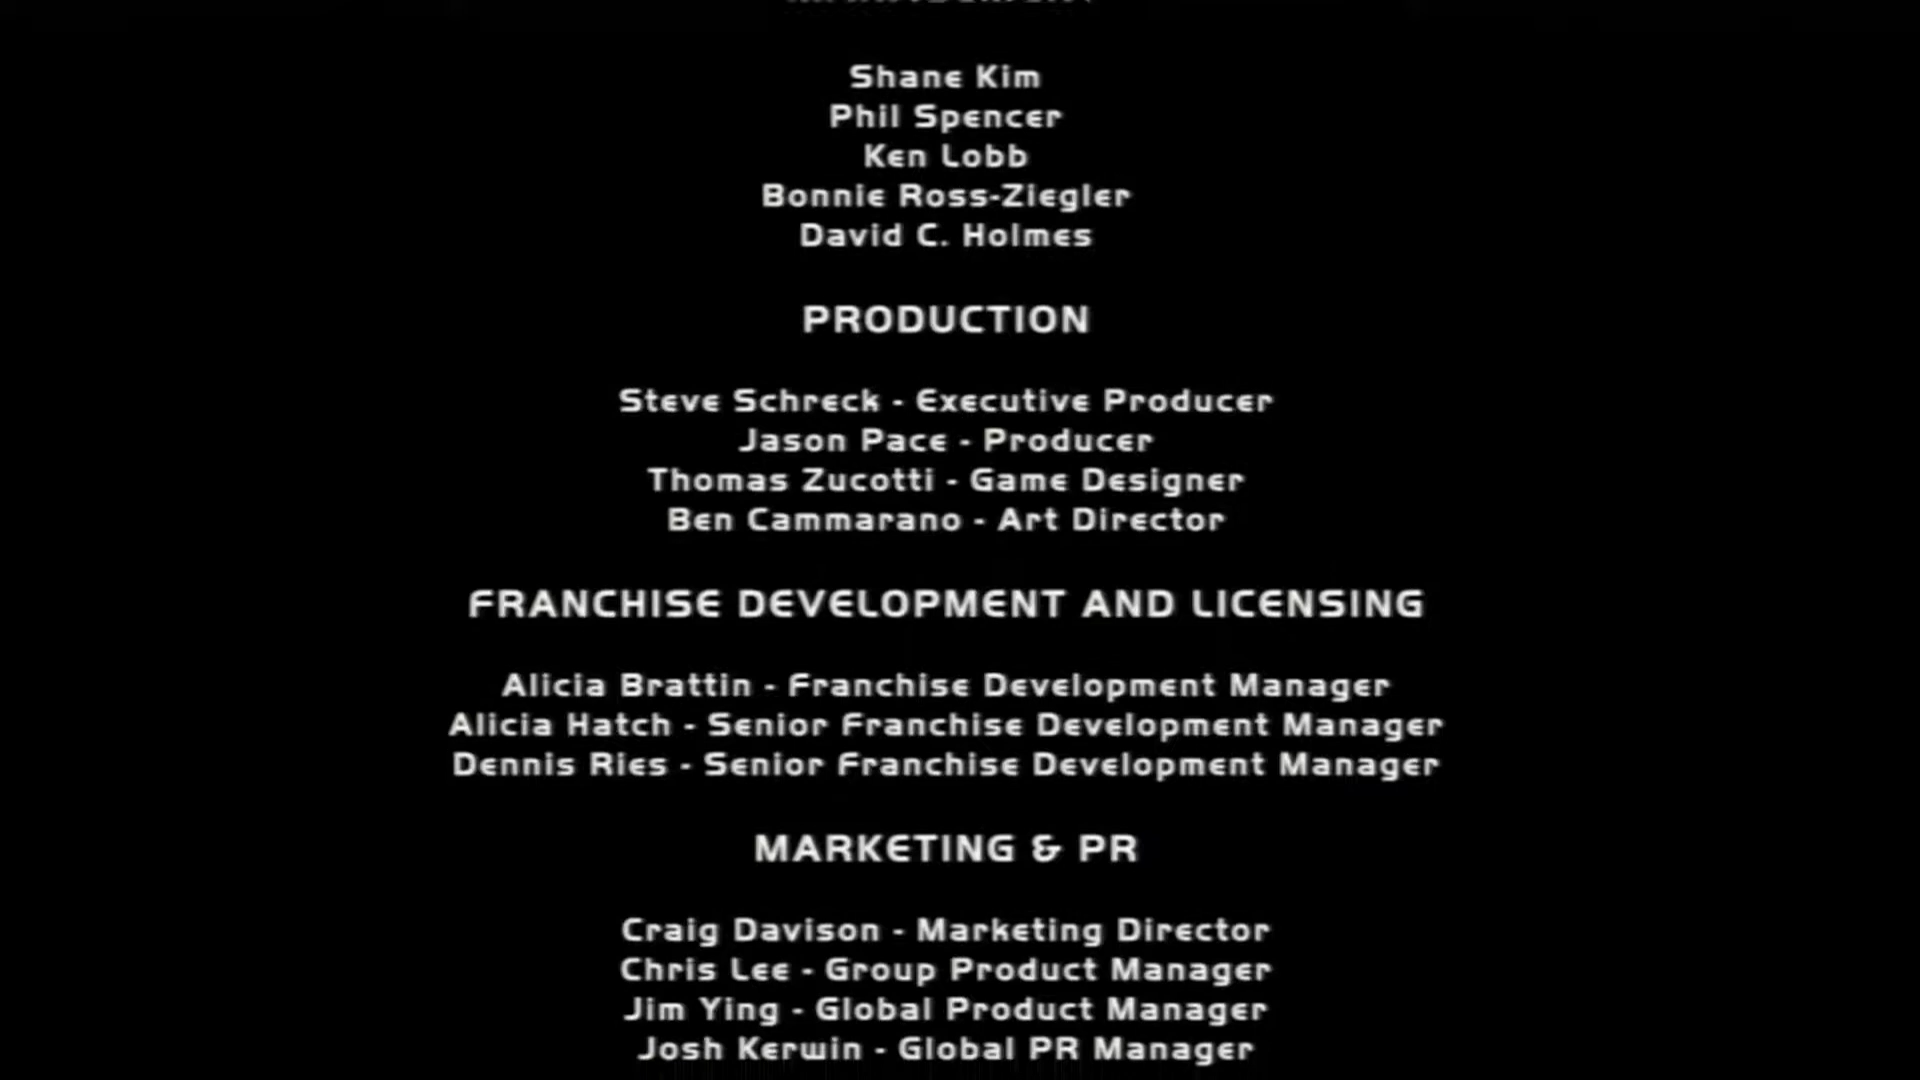 Shane Kim
Phil Spencer
Ken Lobb
Bonnie Ross-Ziegler
David C. Holmes
PRODUCTION
Steve Schreck - Executive Producer
Jason Pace - Producer
Thomas Zucotti - Game Designer
Ben Cammarano - Art Director
FRANCHISE DEVELOPMENT AND LICENSING
Alicia Brattin - Franchise Development Manager
Alicia Hatch - Senior Franchise Development Manager
Dennis Ries - Senior Franchise Development Manager
MARKETING & PR
Craig Davison - Marketing Director
Chris Lee - Group Product Manager
Jim Ying - Global Product Manager
Josh Kerwin - Global PR Manager